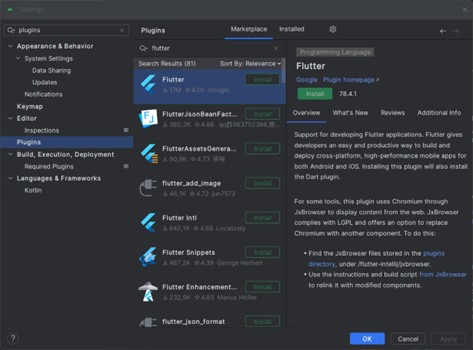 Settings
plugins
Appearance & Behavior
System Settings
Data Sharing
Updates
Notifications
Keymap
Editor
Inspections
Plugins
Build, Execution, Deployment
Required Plugins
Languages & Frameworks
Kotlin
Plugins
Marketplace
Installed
flutter
Search Results (81)
Sort By: Relevance
Flutter
Install
17M 4.00 Google
FlutterJsonBeanFact...
Install
380,2K 4.68
FlutterAssetsGenera...
Install
90,9K 4.73
flutter_add_image
Install
46,1K 4.73 jun7572
Flutter Intl
Install
642,1K 4.68 Localizely
Flutter Snippets
Install
467,2K 4.39 George Herbert
Flutter Enhancement...
Install
232,9K 4.83 Marius Höfler
flutter_json_format
Install
Programming Language
Flutter
Google Plugin homepage
Install 78.4.1
Overview
What's New
Reviews
Additional Info
Support for developing Flutter applications. Flutter gives
developers an easy and productive way to build and
deploy cross-platform, high-performance mobile apps for
both Android and iOS. Installing this plugin will also install
the Dart plugin.
For some tools, this plugin uses Chromium through
JxBrowser to display content from the web. JxBrowser
complies with LGPL and offers an option to replace
Chromium with another component. To do this:
• Find the JxBrowser files stored in the plugins
directory, under /flutter-intellij/jxbrowser.
• Use the instructions and build script from JxBrowser
to relink it with modified components.
?
OK
Cancel
Apply